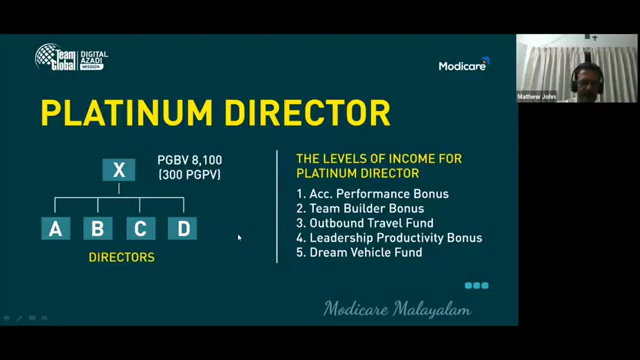 Team Global
DIGITAL
AZADI
MISSION
Modicare
Mathew John
PLATINUM DIRECTOR
X
PGBV 8,100
(300 PGPV)
A B C D
DIRECTORS
THE LEVELS OF INCOME FOR
PLATINUM DIRECTOR
1. Acc. Performance Bonus
2. Team Builder Bonus
3. Outbound Travel Fund
4. Leadership Productivity Bonus
5. Dream Vehicle Fund
Modicare Malayalam